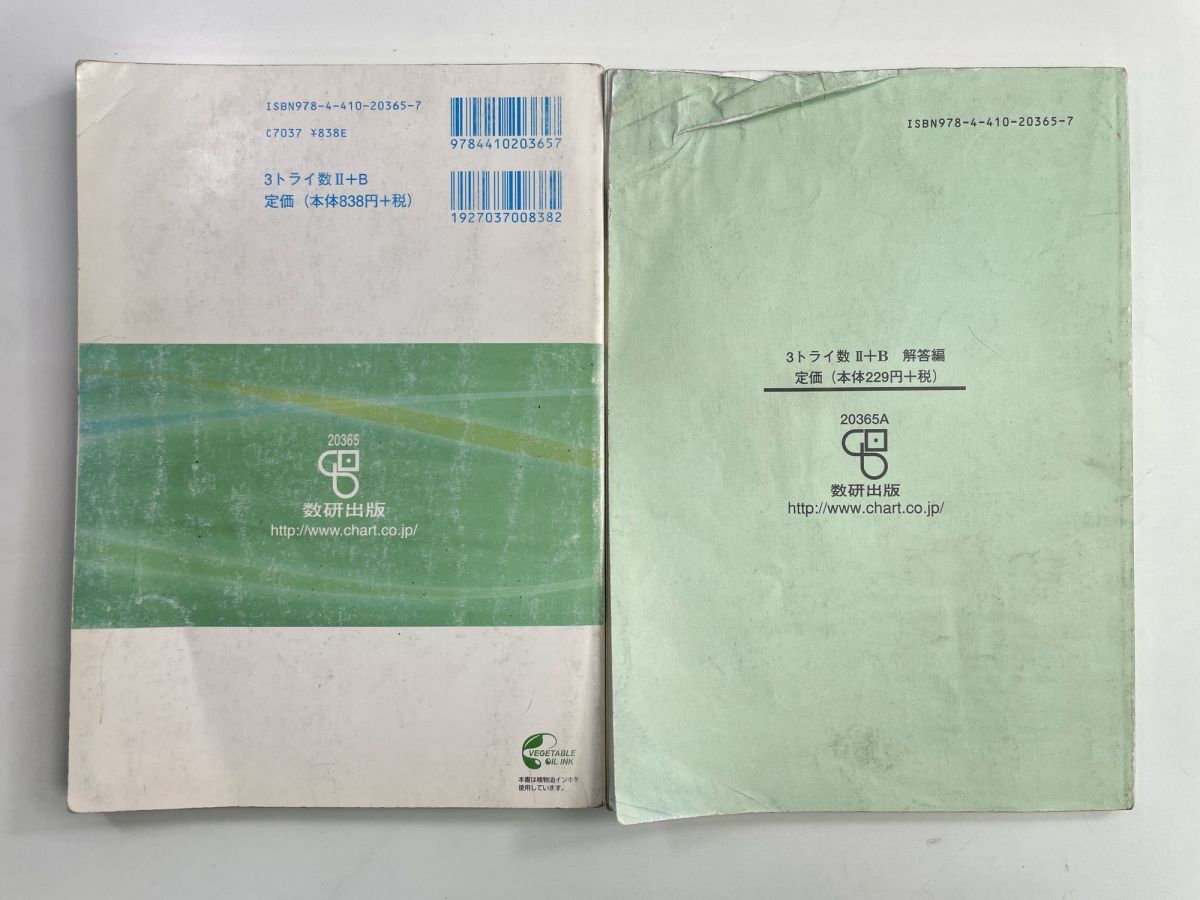 ISBN978-4-410-20365-7
C7037 ¥838E
9784410203657
3トライ数Ⅱ+B
定価（本体838円+税）
1927037008382
20365
数研出版
http://www.chart.co.jp/
VEGETABLE
OIL INK
本書は植物油インキを
使用しています。
ISBN978-4-410-20365-7
3トライ数Ⅱ+B 解答編
定価（本体229円+税）
20365A
数研出版
http://www.chart.co.jp/